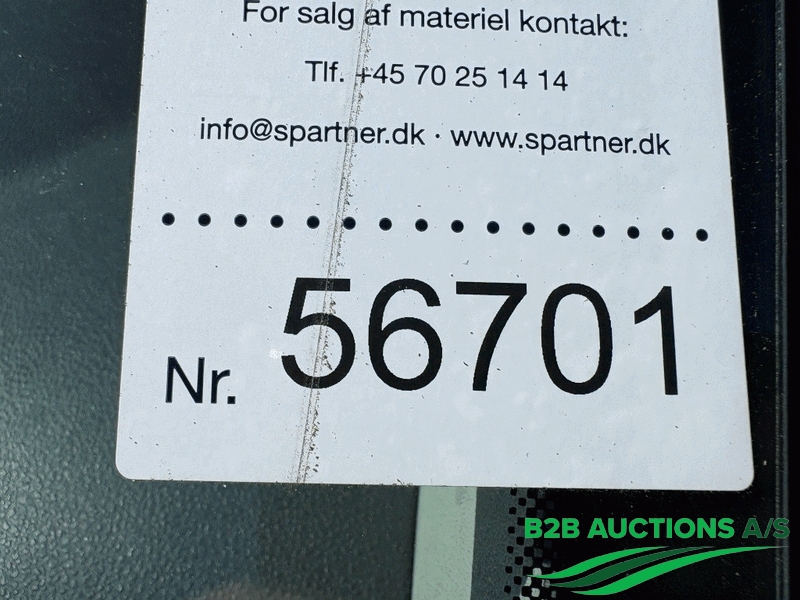 For salg af materiel kontakt:
Tlf. +45 70 25 14 14
info@spartner.dk · www.spartner.dk
Nr. 56701
B2B AUCTIONS A/S